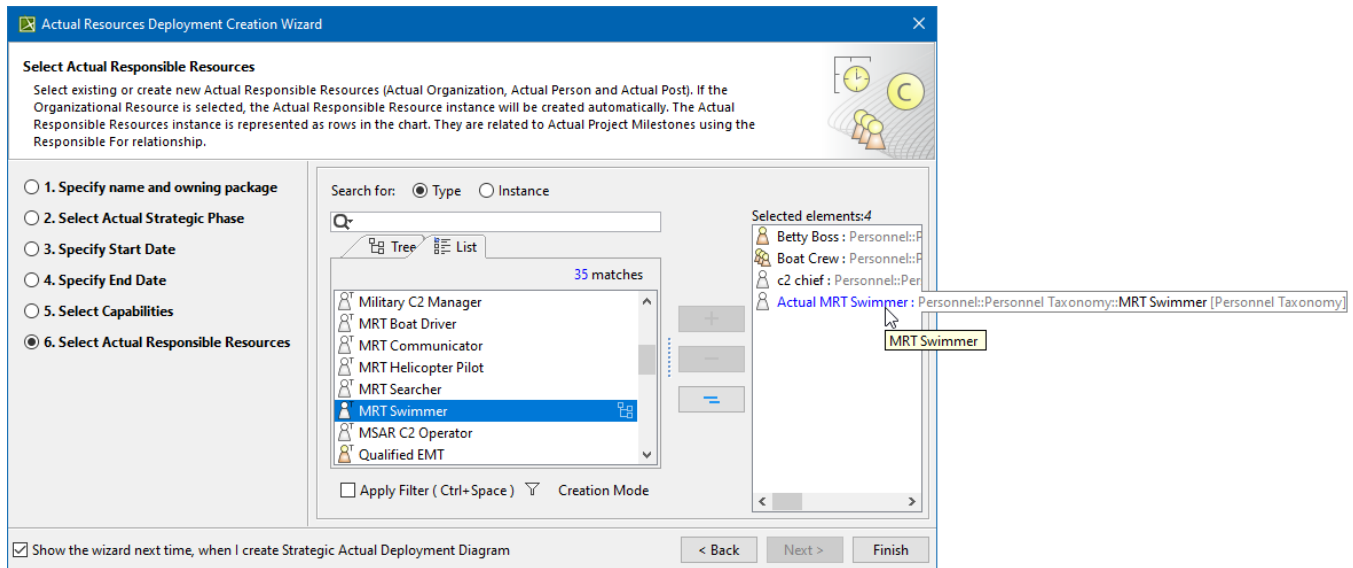 Actual Resources Deployment Creation Wizard
Select Actual Responsible Resources
Select existing or create new Actual Responsible Resources (Actual Organization, Actual Person and Actual Post). If the
Organizational Resource is selected, the Actual Responsible Resource instance will be created automatically. The Actual
Responsible Resources instance is represented as rows in the chart. They are related to Actual Project Milestones using the
Responsible For relationship.
C
1. Specify name and owning package
2. Select Actual Strategic Phase
3. Specify Start Date
4. Specify End Date
5. Select Capabilities
6. Select Actual Responsible Resources
Search for: Type Instance
Tree List
35 matches
Military C2 Manager
MRT Boat Driver
MRT Communicator
MRT Helicopter Pilot
MRT Searcher
MRT Swimmer
MSAR C2 Operator
Qualified EMT
Apply Filter ( Ctrl+Space ) Creation Mode
Selected elements:4
Betty Boss : Personnel::P
Boat Crew : Personnel::P
c2 chief : Personnel::Per
Actual MRT Swimmer : Personnel::Personnel Taxonomy::MRT Swimmer [Personnel Taxonomy]
MRT Swimmer
Show the wizard next time, when I create Strategic Actual Deployment Diagram
< Back Next > Finish